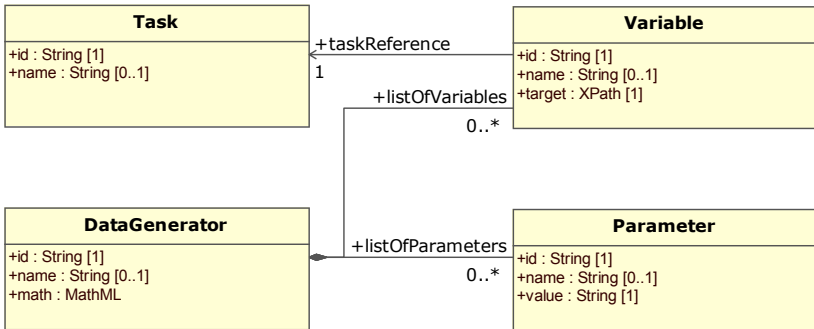 Task
+id : String [1]
+name : String [0..1]
+taskReference
1
Variable
+id : String [1]
+name : String [0..1]
+target : XPath [1]
+listOfVariables
0..*
DataGenerator
+id : String [1]
+name : String [0..1]
+math : MathML
+listOfParameters
0..*
Parameter
+id : String [1]
+name : String [0..1]
+value : String [1]